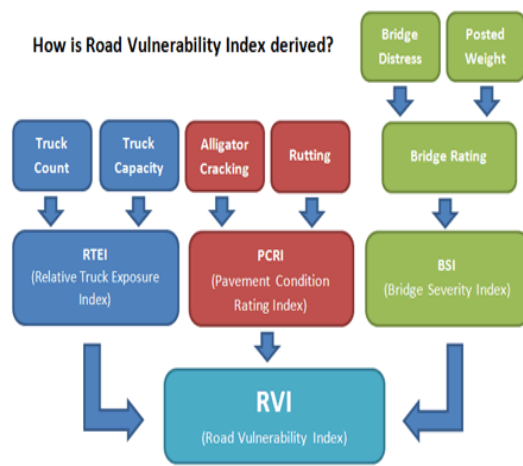 How is Road Vulnerability Index derived?
Bridge
Distress
Posted
Weight
Truck
Count
Truck
Capacity
Alligator
Cracking
Rutting
Bridge Rating
RTEI
(Relative Truck Exposure
Index)
PCRI
(Pavement Condition
Rating Index)
BSI
(Bridge Severity Index)
RVI
(Road Vulnerability Index)